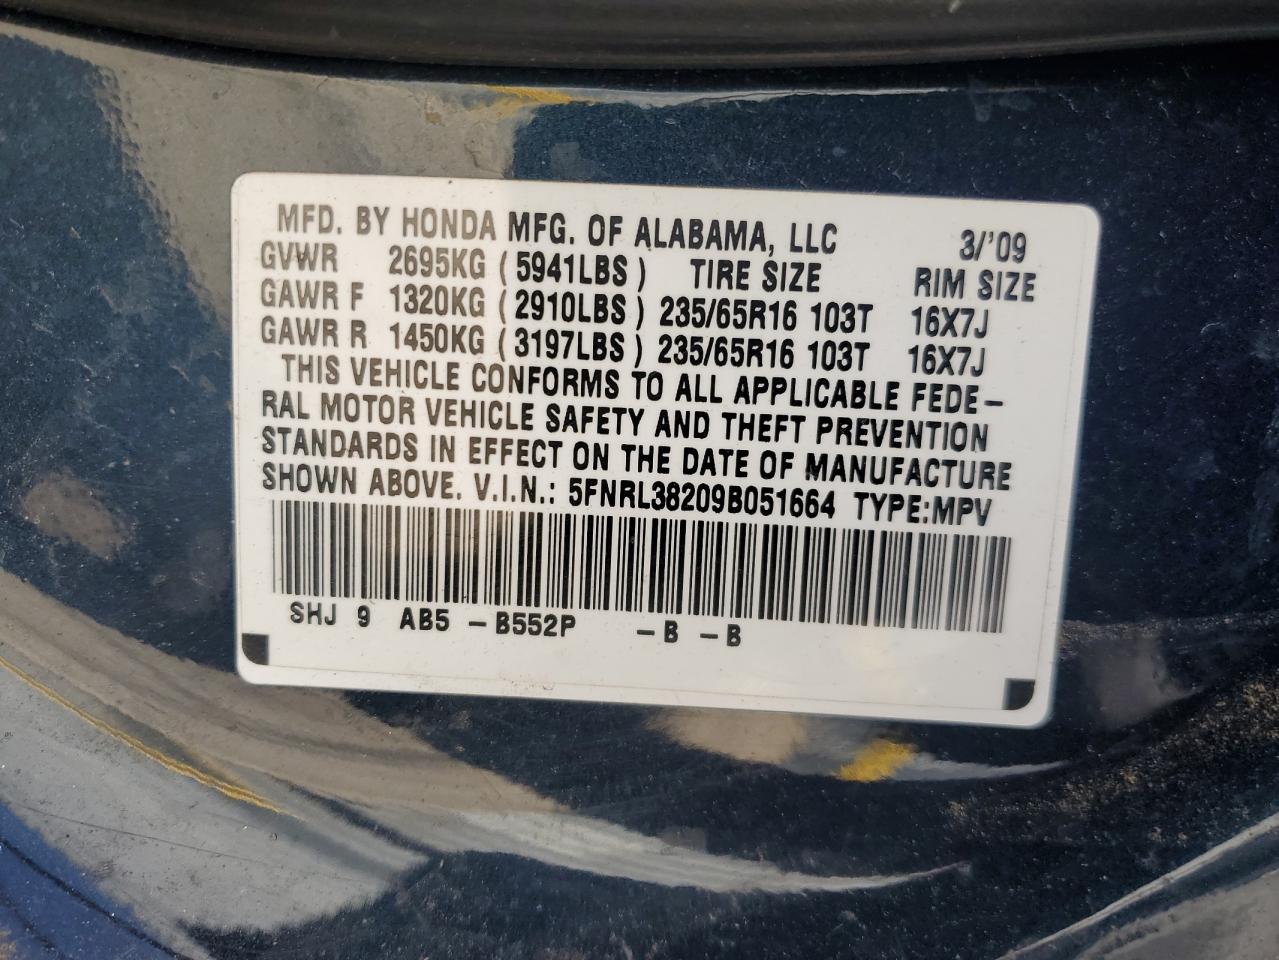 MFD. BY HONDA MFG. OF ALABAMA, LLC 3/'09
GVWR 2695KG (5941LBS) TIRE SIZE RIM SIZE
GAWR F 1320KG (2910LBS) 235/65R16 103T 16X7J
GAWR R 1450KG (3197LBS) 235/65R16 103T 16X7J
THIS VEHICLE CONFORMS TO ALL APPLICABLE FEDE-
RAL MOTOR VEHICLE SAFETY AND THEFT PREVENTION
STANDARDS IN EFFECT ON THE DATE OF MANUFACTURE
SHOWN ABOVE. V.I.N.: 5FNRL38209B051664 TYPE:MPV
SHJ 9 AB5 -B552P -B -B